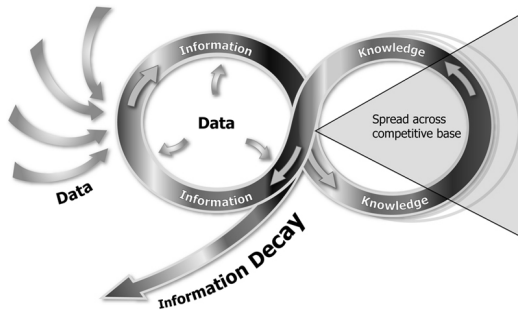 Information
Knowledge
Data
Spread across
competitive base
Data
Information
Knowledge
Information Decay